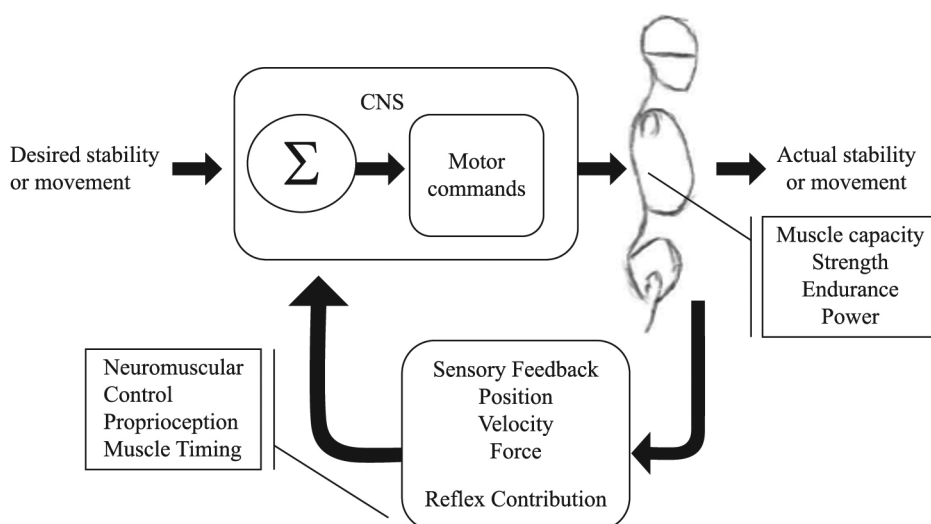 CNS
Desired stability
or movement
Σ
Motor
commands
Actual stability
or movement
Muscle capacity
Strength
Endurance
Power
Neuromuscular
Control
Proprioception
Muscle Timing
Sensory Feedback
Position
Velocity
Force
Reflex Contribution